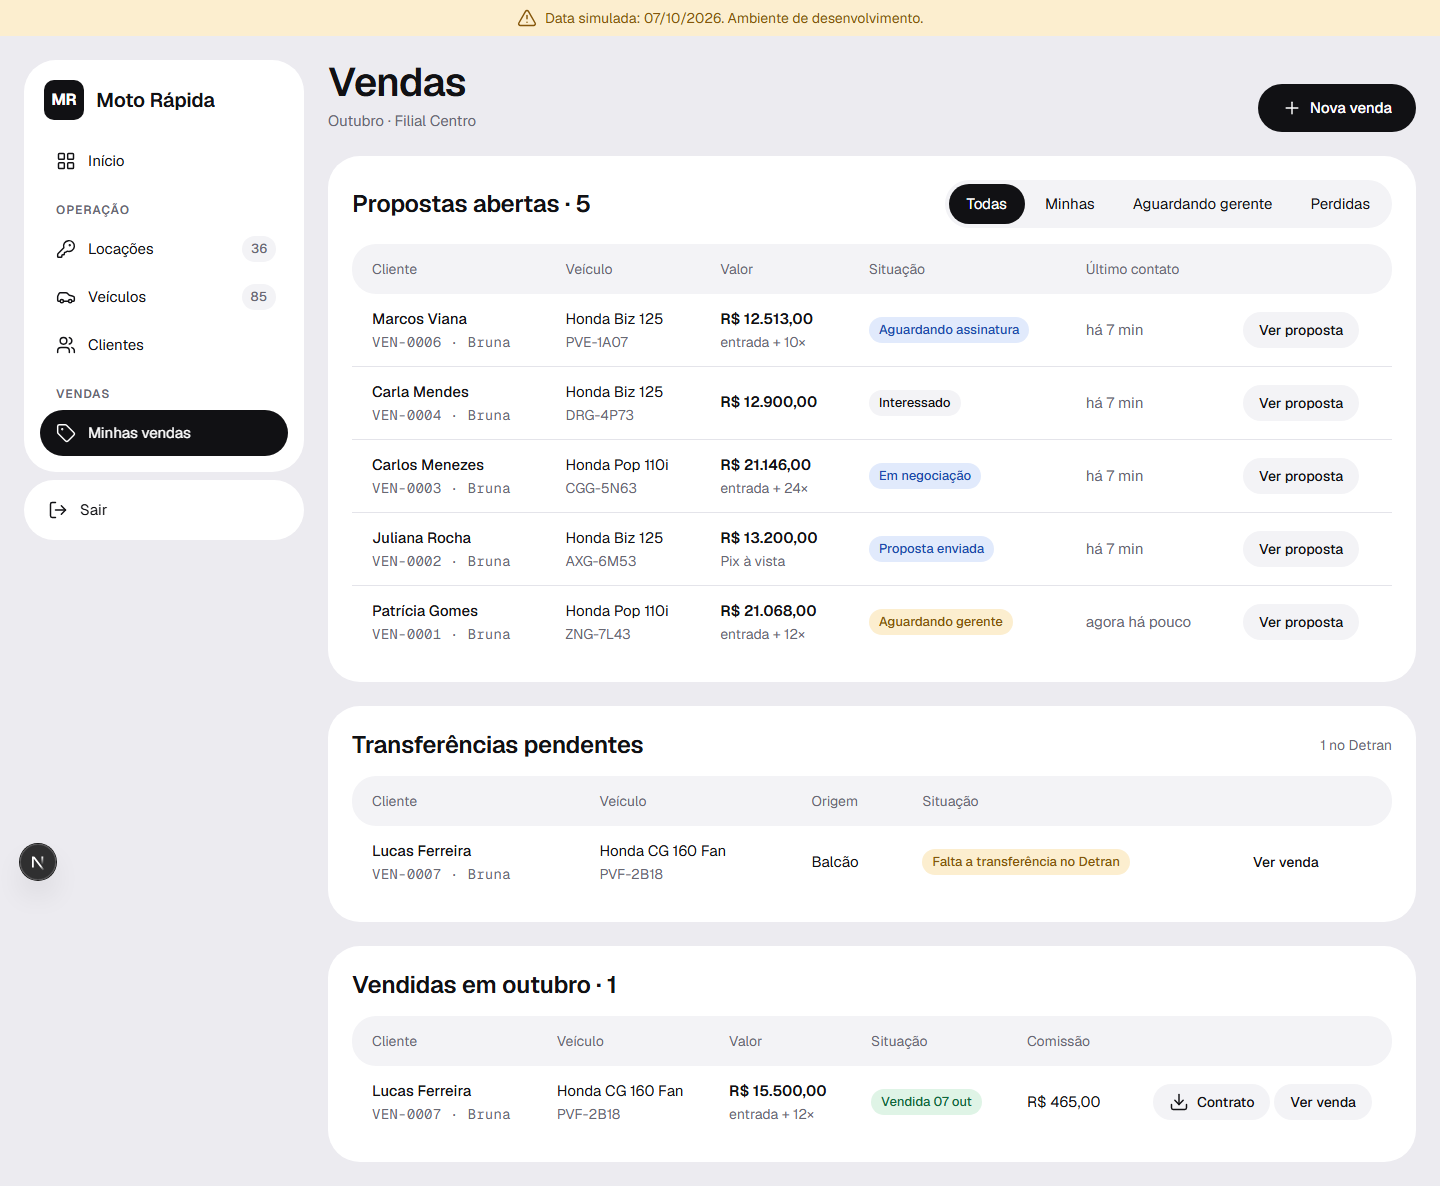 Data simulada: 07/10/2026. Ambiente de desenvolvimento.
MR Moto Rápida
Início
OPERAÇÃO
Locações 36
Veículos 85
Clientes
VENDAS
Minhas vendas
Sair
Vendas
Outubro · Filial Centro
Nova venda
Propostas abertas · 5
Todas Minhas Aguardando gerente Perdidas
Cliente Veículo Valor Situação Último contato
Marcos Viana Honda Biz 125 R$ 12.513,00 Aguardando assinatura há 7 min Ver proposta
VEN-0006 · Bruna PVE-1A07 entrada + 10×
Carla Mendes Honda Biz 125 R$ 12.900,00 Interessado há 7 min Ver proposta
VEN-0004 · Bruna DRG-4P73
Carlos Menezes Honda Pop 110i R$ 21.146,00 Em negociação há 7 min Ver proposta
VEN-0003 · Bruna CGG-5N63 entrada + 24×
Juliana Rocha Honda Biz 125 R$ 13.200,00 Proposta enviada há 7 min Ver proposta
VEN-0002 · Bruna AXG-6M53 Pix à vista
Patrícia Gomes Honda Pop 110i R$ 21.068,00 Aguardando gerente agora há pouco Ver proposta
VEN-0001 · Bruna ZNG-7L43 entrada + 12×
Transferências pendentes 1 no Detran
Cliente Veículo Origem Situação
Lucas Ferreira Honda CG 160 Fan Balcão Falta a transferência no Detran Ver venda
VEN-0007 · Bruna PVF-2B18
N
Vendidas em outubro · 1
Cliente Veículo Valor Situação Comissão
Lucas Ferreira Honda CG 160 Fan R$ 15.500,00 Vendida 07 out R$ 465,00 Contrato Ver venda
VEN-0007 · Bruna PVF-2B18 entrada + 12×